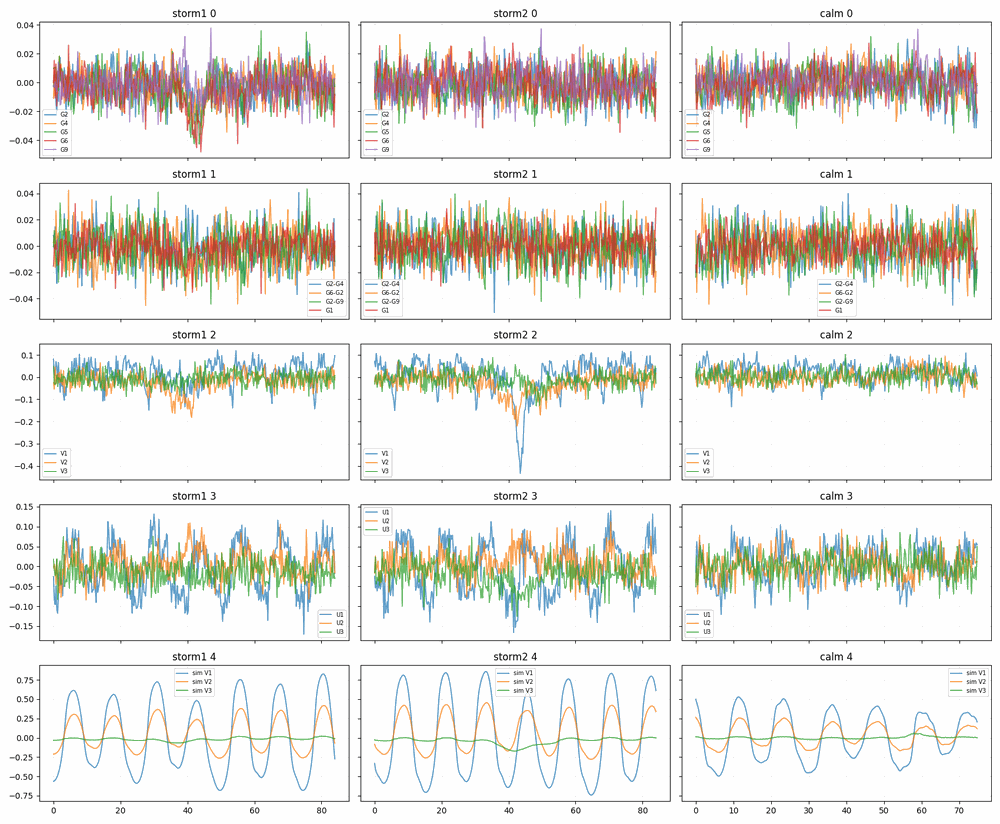 storm1 0
storm2 0
calm 0
0.04
0.02
0.00
−0.02
−0.04
G2
G4
G5
G6
G9
G2
G4
G5
G6
G9
G2
G4
G5
G6
G9
storm1 1
storm2 1
calm 1
0.04
0.02
0.00
−0.02
−0.04
G2-G4
G6-G2
G2-G9
G1
G2-G4
G6-G2
G2-G9
G1
G2-G4
G6-G2
G2-G9
G1
storm1 2
storm2 2
calm 2
0.1
0.0
−0.1
−0.2
−0.3
−0.4
V1
V2
V3
V1
V2
V3
V1
V2
V3
storm1 3
storm2 3
calm 3
0.15
0.10
0.05
0.00
−0.05
−0.10
−0.15
U1
U2
U3
U1
U2
U3
U1
U2
U3
storm1 4
storm2 4
calm 4
0.75
0.50
0.25
0.00
−0.25
−0.50
−0.75
sim V1
sim V2
sim V3
sim V1
sim V2
sim V3
sim V1
sim V2
sim V3
0 20 40 60 80
0 20 40 60 80
0 10 20 30 40 50 60 70